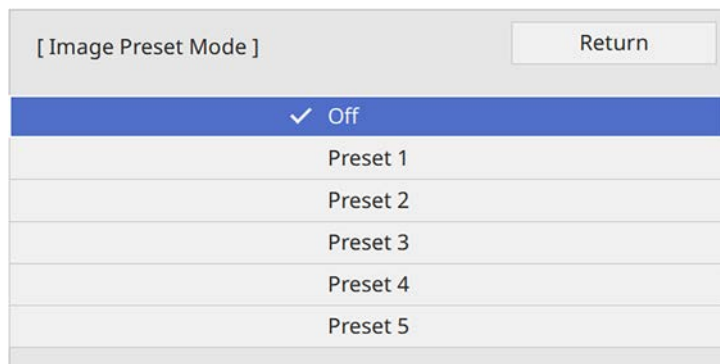 [ Image Preset Mode ] Return
Off
Preset 1
Preset 2
Preset 3
Preset 4
Preset 5